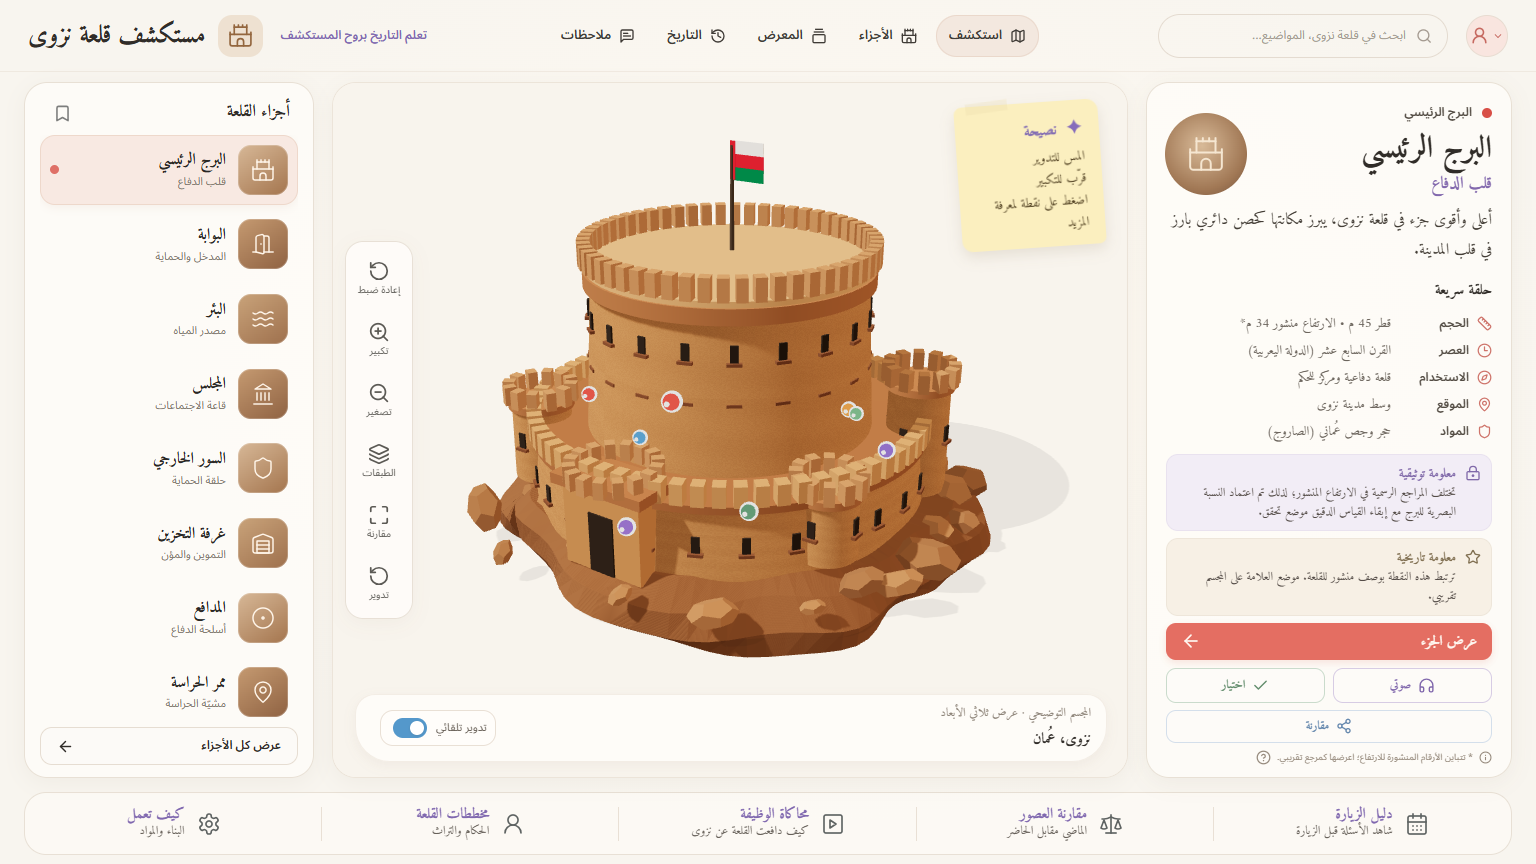 مستكشف قلعة نزوى
تعلم التاريخ بروح المستكشف
استكشف
الأجزاء
المعرض
التاريخ
ملاحظات
ابحث في قلعة نزوى، المواضيع...
البرج الرئيسي
البرج الرئيسي
قلب الدفاع
أعلى وأقوى جزء في قلعة نزوى، يبرز مكانتها كحصن دائري بارز
في قلب المدينة.
حلقة سريعة
الحجم قطر 45 م • الارتفاع منشور 34 م*
العصر القرن السابع عشر (الدولة اليعربية)
الاستخدام قلعة دفاعية ومركز للحكم
الموقع وسط مدينة نزوى
المواد حجر وجص عُماني (الصاروج)
معلومة توثيقية
تختلف المراجع الرسمية في الارتفاع المنشور؛ لذلك تم اعتماد النسبة
البصرية للبرج مع إبقاء القياس الدقيق موضع تحقق.
معلومة تاريخية
ترتبط هذه النقطة بوصف منشور للقلعة. موضع العلامة على المجسم
تقريبي.
عرض الجزء
صوتي
اختيار
مقارنة
* تتباين الأرقام المنشورة للارتفاع؛ اعرضها كمرجع تقريبي.
نصيحة
المس للتدوير
قرّب للتكبير
اضغط على نقطة لمعرفة
المزيد
إعادة ضبط
تكبير
تصغير
الطبقات
مقارنة
تدوير
المجسم التوضيحي · عرض ثلاثي الأبعاد
نزوى، عُمان
تدوير تلقائي
أجزاء القلعة
البرج الرئيسي
قلب الدفاع
البوابة
المدخل والحماية
البئر
مصدر المياه
المجلس
قاعة الاجتماعات
السور الخارجي
حلقة الحماية
غرفة التخزين
التموين والمؤن
المدافع
أسلحة الدفاع
ممر الحراسة
ممشيّة الحراسة
عرض كل الأجزاء
دليل الزيارة
شاهد الأسئلة قبل الزيارة
مقارنة العصور
الماضي مقابل الحاضر
محاكاة الوظيفة
كيف دافعت القلعة عن نزوى
مخططات القلعة
الحكام والتراث
كيف تعمل
البناء والمواد